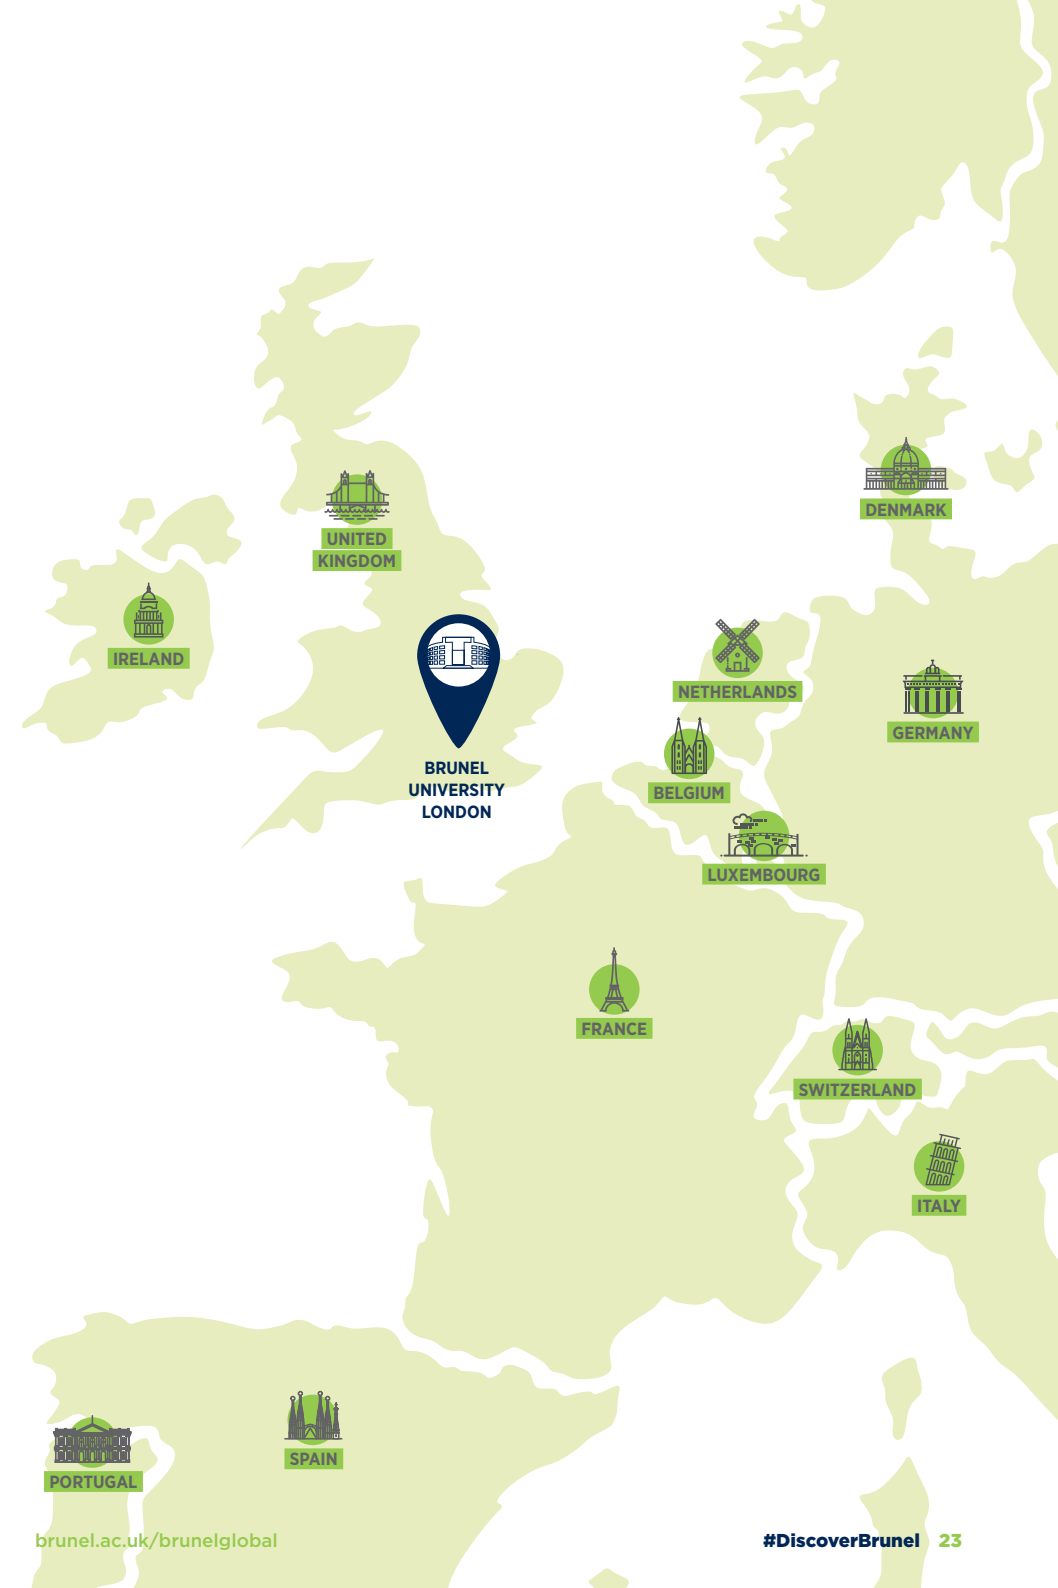 DENMARK
UNITED
KINGDOM
IRELAND
NETHERLANDS
GERMANY
BRUNEL
UNIVERSITY
LONDON
BELGIUM
LUXEMBOURG
FRANCE
SWITZERLAND
ITALY
SPAIN
PORTUGAL
brunel.ac.uk/brunelglobal
#DiscoverBrunel 23